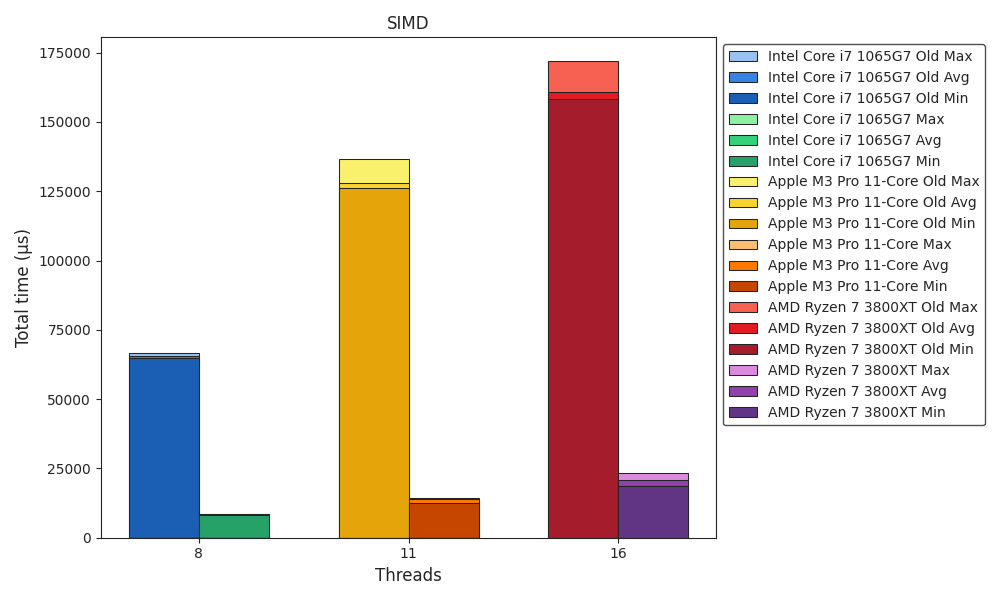 SIMD
Total time (µs)
175000
150000
125000
100000
75000
50000
25000
0
8
11
16
Threads
Intel Core i7 1065G7 Old Max
Intel Core i7 1065G7 Old Avg
Intel Core i7 1065G7 Old Min
Intel Core i7 1065G7 Max
Intel Core i7 1065G7 Avg
Intel Core i7 1065G7 Min
Apple M3 Pro 11-Core Old Max
Apple M3 Pro 11-Core Old Avg
Apple M3 Pro 11-Core Old Min
Apple M3 Pro 11-Core Max
Apple M3 Pro 11-Core Avg
Apple M3 Pro 11-Core Min
AMD Ryzen 7 3800XT Old Max
AMD Ryzen 7 3800XT Old Avg
AMD Ryzen 7 3800XT Old Min
AMD Ryzen 7 3800XT Max
AMD Ryzen 7 3800XT Avg
AMD Ryzen 7 3800XT Min